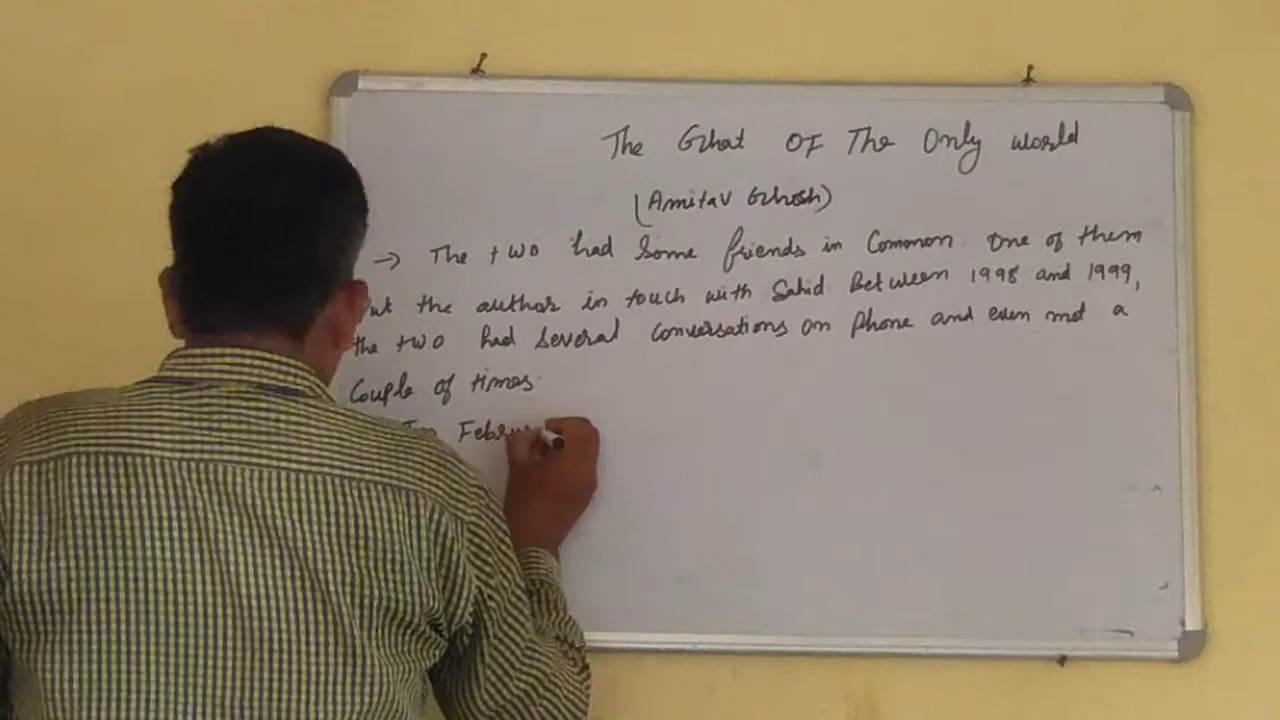 The Ghat OF The Only World
(Amitav Ghosh)
→ The two had some friends in Common. One of them
the author in touch with Sahid Between 1998 and 1999,
the two had several conversations on phone and even met a
Couple of times.